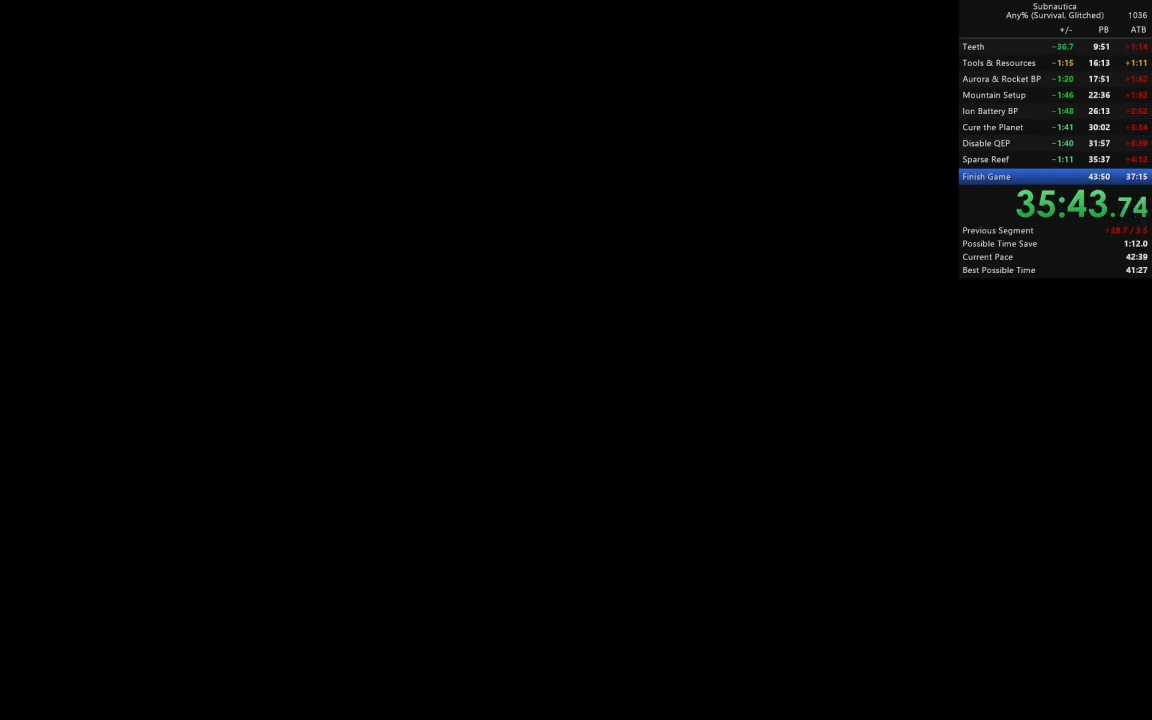 Subnautica
Any% (Survival, Glitched) 1036
+/- PB ATB
Teeth −36.7 9:51 +1:14
Tools & Resources −1:15 16:13 +1:11
Aurora & Rocket BP −1:20 17:51 +1:32
Mountain Setup −1:46 22:36 +1:52
Ion Battery BP −1:48 26:13 +2:52
Cure the Planet −1:41 30:02 +3:34
Disable QEP −1:40 31:57 +3:39
Sparse Reef −1:11 35:37 +4:12
Finish Game 43:50 37:15
35:43.74
Previous Segment +28.7 / 3.5
Possible Time Save 1:12.0
Current Pace 42:39
Best Possible Time 41:27